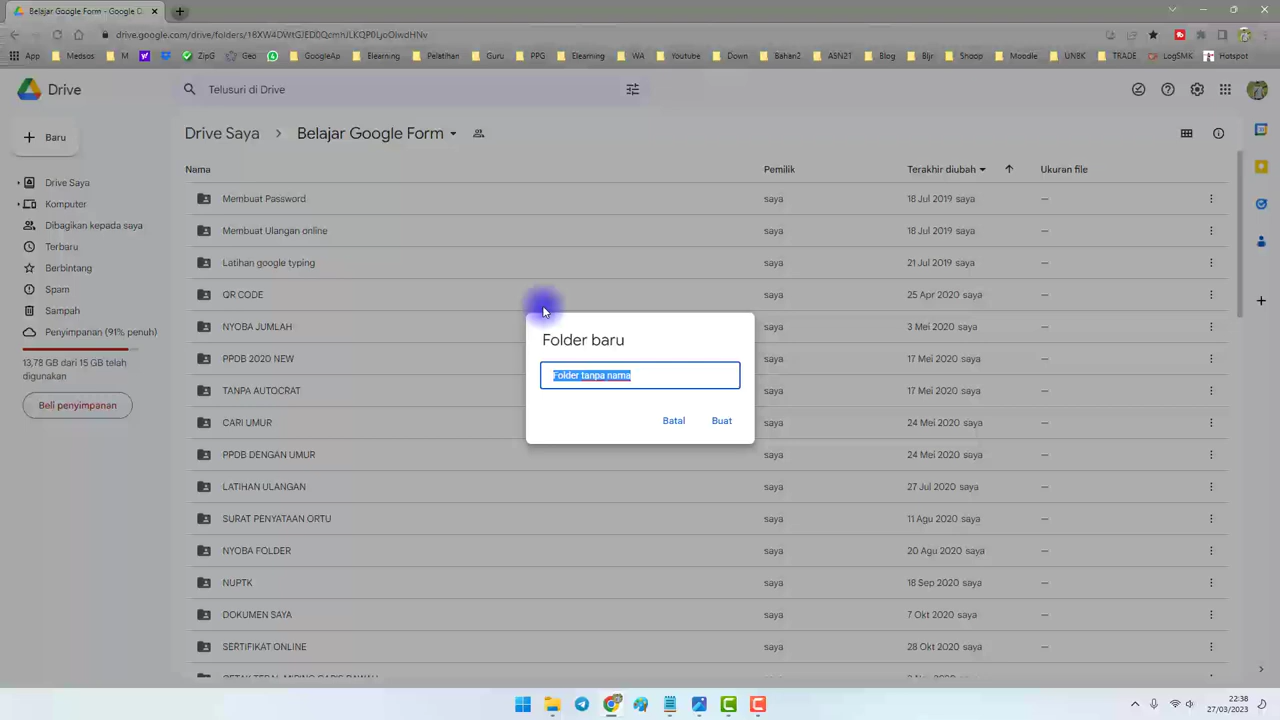 Belajar Google Form - Google D
drive.google.com/drive/folders/
App
Medsos
M
ZipG
Geo
GoogleAp
Elearning
Pelatihan
Guru
PPG
Elearning
WA
Youtube
Down
Bahan2
ASN21
Blog
Bljr
Snoop
Moodle
UNBK
TRADE
LogSMK
Hotspot
Drive
Telusuri di Drive
Baru
Drive Saya
Belajar Google Form
Nama
Pemilik
Terakhir diubah
Ukuran file
Drive Saya
Komputer
Dibagikan kepada saya
Terbaru
Berbintang
Spam
Sampah
Penyimpanan (91% penuh)
13,78 GB dari 15 GB telah
digunakan
Beli penyimpanan
Membuat Password saya 18 Jul 2019 saya —
Membuat Ulangan online saya 18 Jul 2019 saya —
Latihan google typing saya 21 Jul 2019 saya —
QR CODE saya 25 Apr 2020 saya —
NYOBA JUMLAH saya 3 Mei 2020 saya —
PPDB 2020 NEW saya 17 Mei 2020 saya —
TANPA AUTOCRAT saya 17 Mei 2020 saya —
CARI UMUR saya 24 Mei 2020 saya —
PPDB DENGAN UMUR saya 24 Mei 2020 saya —
LATIHAN ULANGAN saya 27 Jul 2020 saya —
SURAT PENYATAAN ORTU saya 11 Agu 2020 saya —
NYOBA FOLDER saya 20 Agu 2020 saya —
NUPTK saya 18 Sep 2020 saya —
DOKUMEN SAYA saya 7 Okt 2020 saya —
SERTIFIKAT ONLINE saya 28 Okt 2020 saya —
Folder baru
Folder tanpa nama
Batal
Buat
22:38
27/03/2023